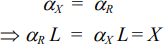 α_X = α_R
⇒ α_R L = α_X L = X